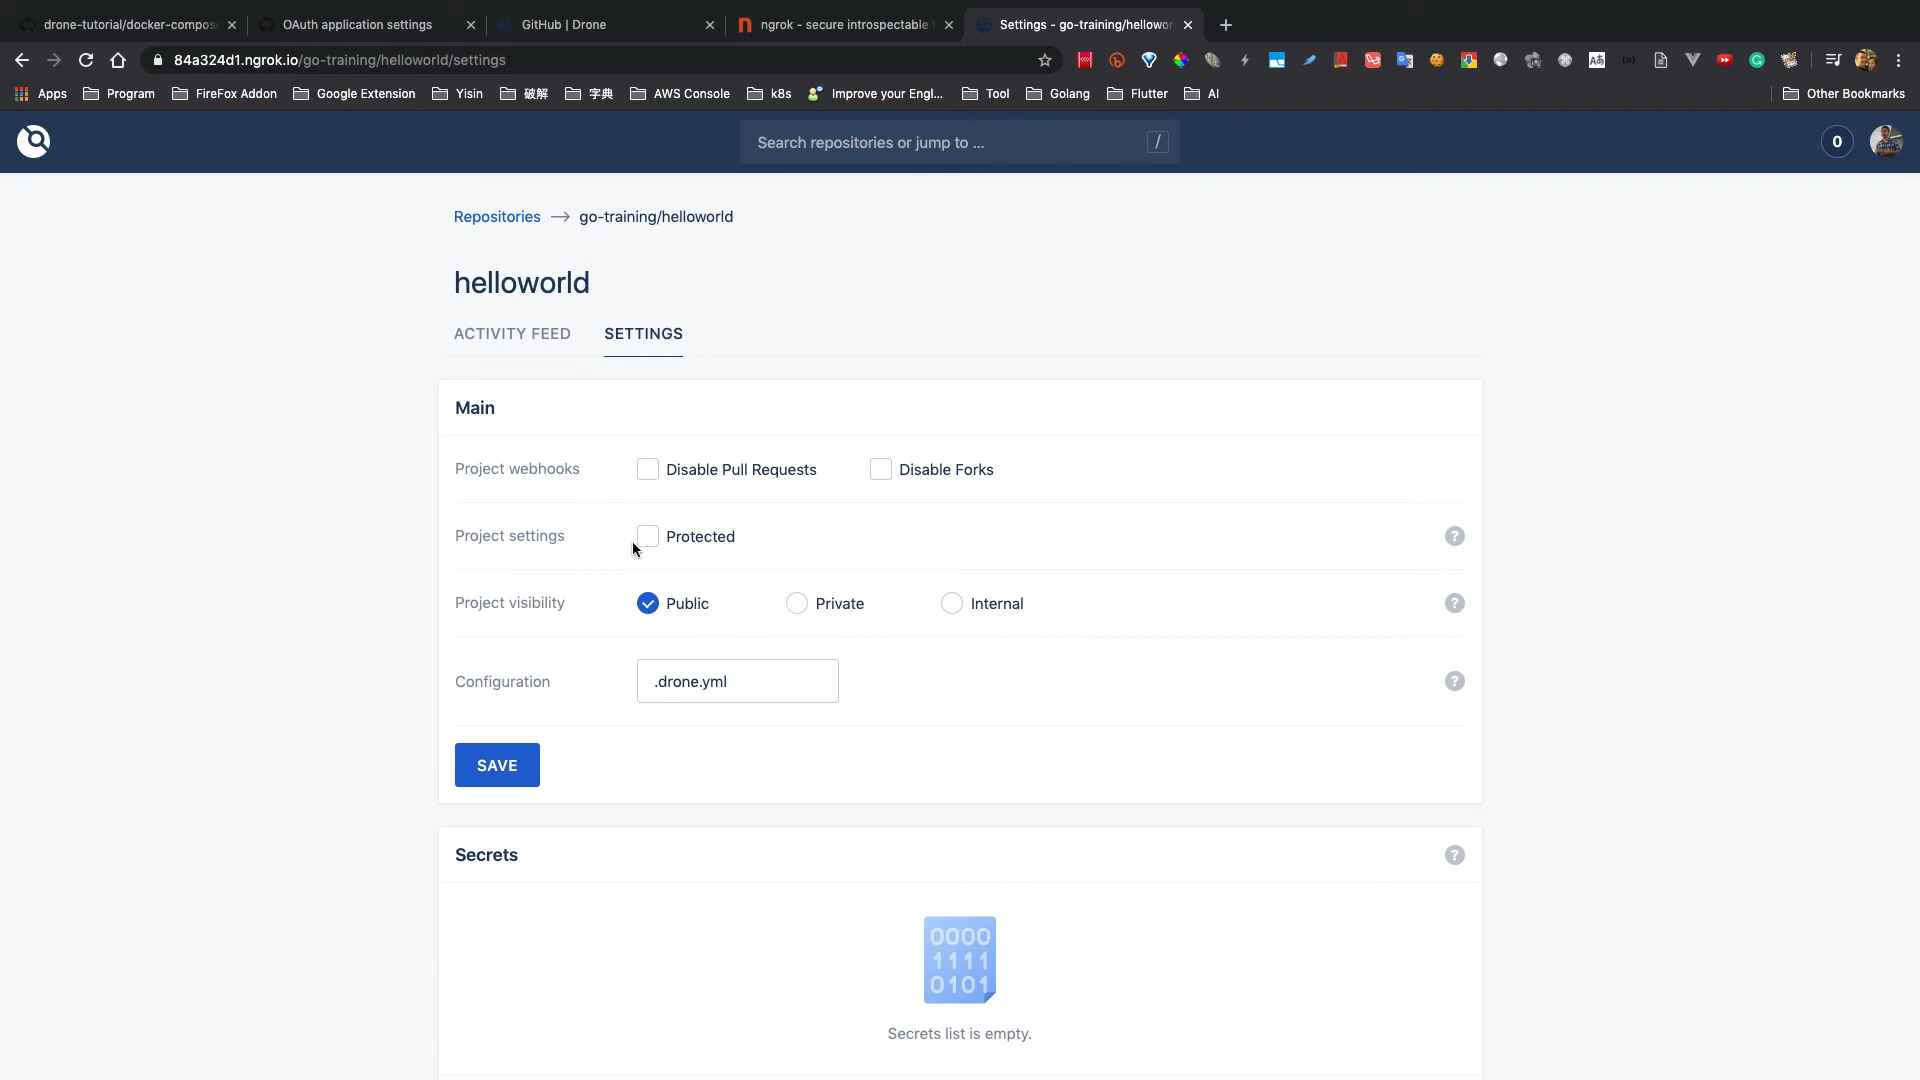 drone-tutorial/docker-compos
OAuth application settings
GitHub | Drone
ngrok - secure introspectable
Settings - go-training/hellowor
84a324d1.ngrok.io/go-training/helloworld/settings
Apps
Program
FireFox Addon
Google Extension
Yisin
破解
字典
AWS Console
k8s
Improve your Engl...
Tool
Golang
Flutter
AI
Other Bookmarks
Search repositories or jump to ...
/
0
Repositories → go-training/helloworld
helloworld
ACTIVITY FEED
SETTINGS
Main
Project webhooks
Disable Pull Requests
Disable Forks
Project settings
Protected
?
Project visibility
Public
Private
Internal
?
Configuration
.drone.yml
?
SAVE
Secrets
?
0000
1111
0101
Secrets list is empty.